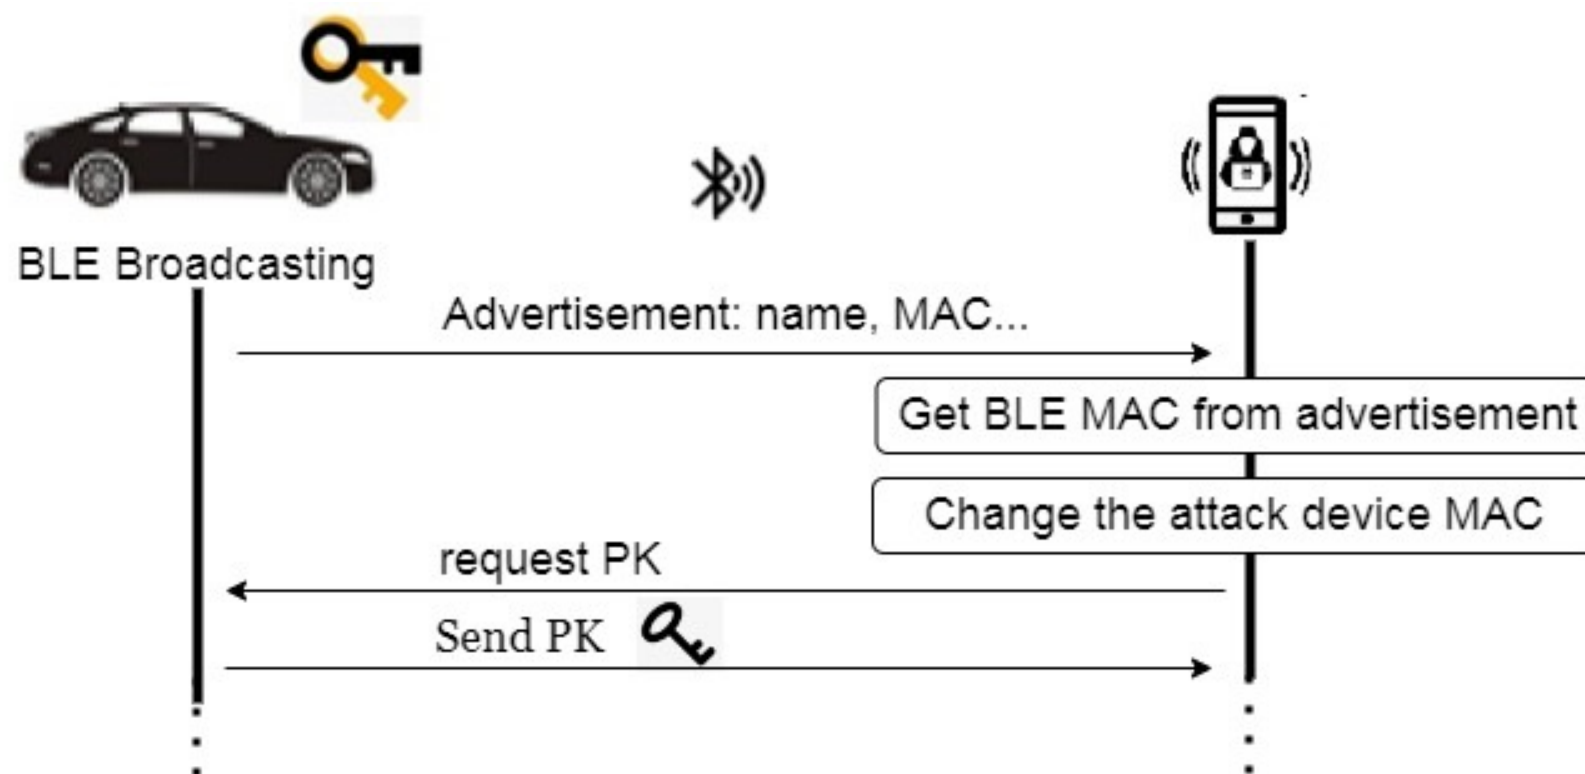 BLE Broadcasting
Advertisement: name, MAC...
Get BLE MAC from advertisement
Change the attack device MAC
request PK
Send PK